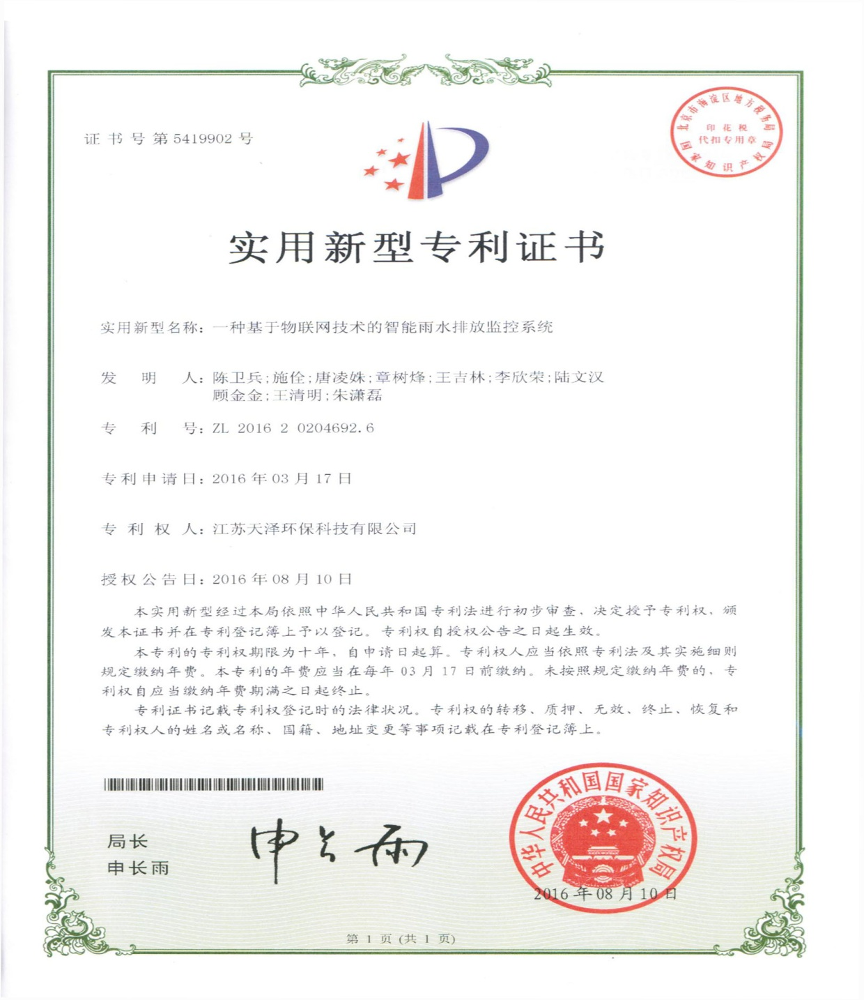 证书号第5419902号
北京市海淀区地方税务局
印花税
代扣专用章
国家知识产权局
实用新型专利证书
实用新型名称：一种基于物联网技术的智能雨水排放监控系统
发明人：陈卫兵;施佺;唐凌姝;章树烽;王吉林;李欣荣;陆文汉
顾金金;王清明;朱潇磊
专利号：ZL 2016 2 0204692.6
专利申请日：2016年03月17日
专利权人：江苏天泽环保科技有限公司
授权公告日：2016年08月10日
本实用新型经过本局依照中华人民共和国专利法进行初步审查，决定授予专利权，颁
发本证书并在专利登记簿上予以登记。专利权自授权公告之日起生效。
本专利的专利权期限为十年，自申请日起算。专利权人应当依照专利法及其实施细则
规定缴纳年费。本专利的年费应当在每年03月17日前缴纳。未按照规定缴纳年费的，专
利权自应当缴纳年费期满之日起终止。
专利证书记载专利权登记时的法律状况。专利权的转移、质押、无效、终止、恢复和
专利权人的姓名或名称、国籍、地址变更等事项记载在专利登记簿上。
局长
申长雨
申长雨
中华人民共和国国家知识产权局
2016年08月10日
第1页(共1页)